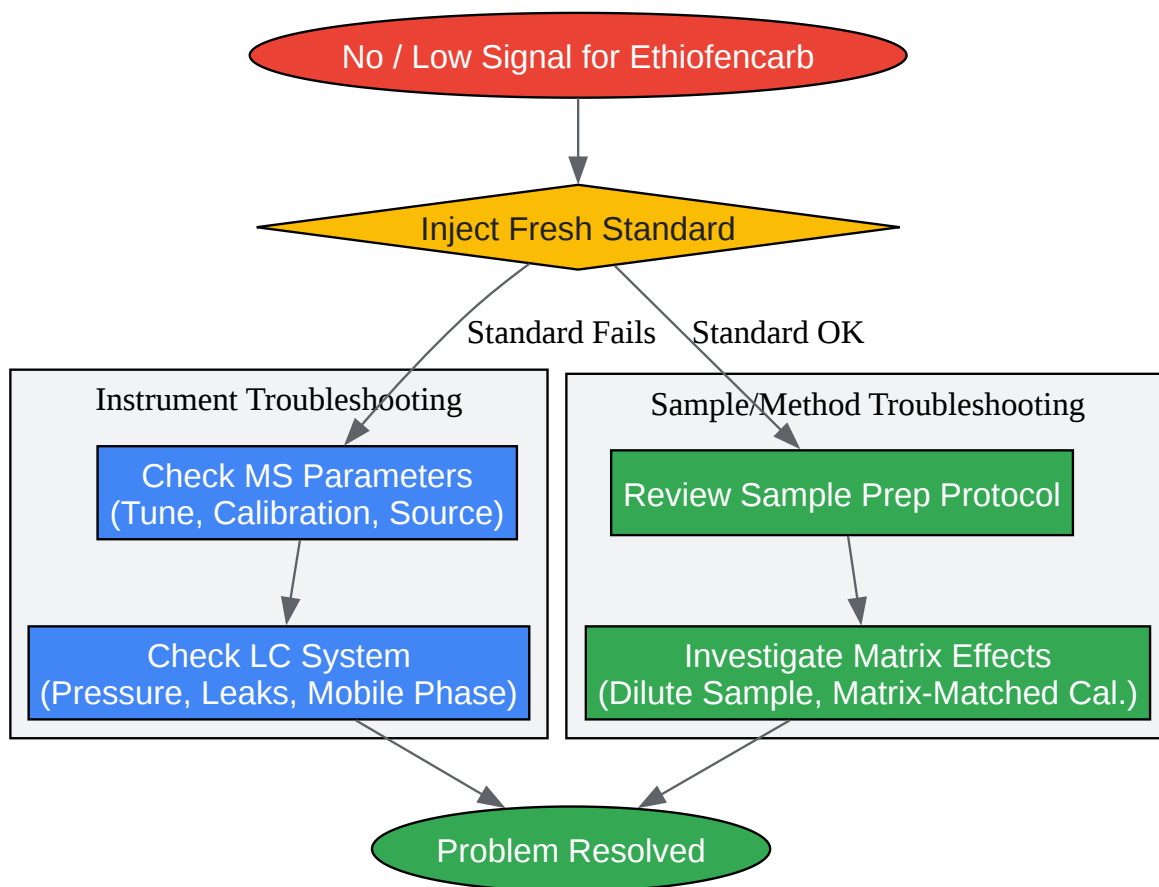 No / Low Signal for Ethiofencarb
Inject Fresh Standard
Standard Fails
Standard OK
Instrument Troubleshooting
Check MS Parameters
(Tune, Calibration, Source)
Check LC System
(Pressure, Leaks, Mobile Phase)
Sample/Method Troubleshooting
Review Sample Prep Protocol
Investigate Matrix Effects
(Dilute Sample, Matrix-Matched Cal.)
Problem Resolved